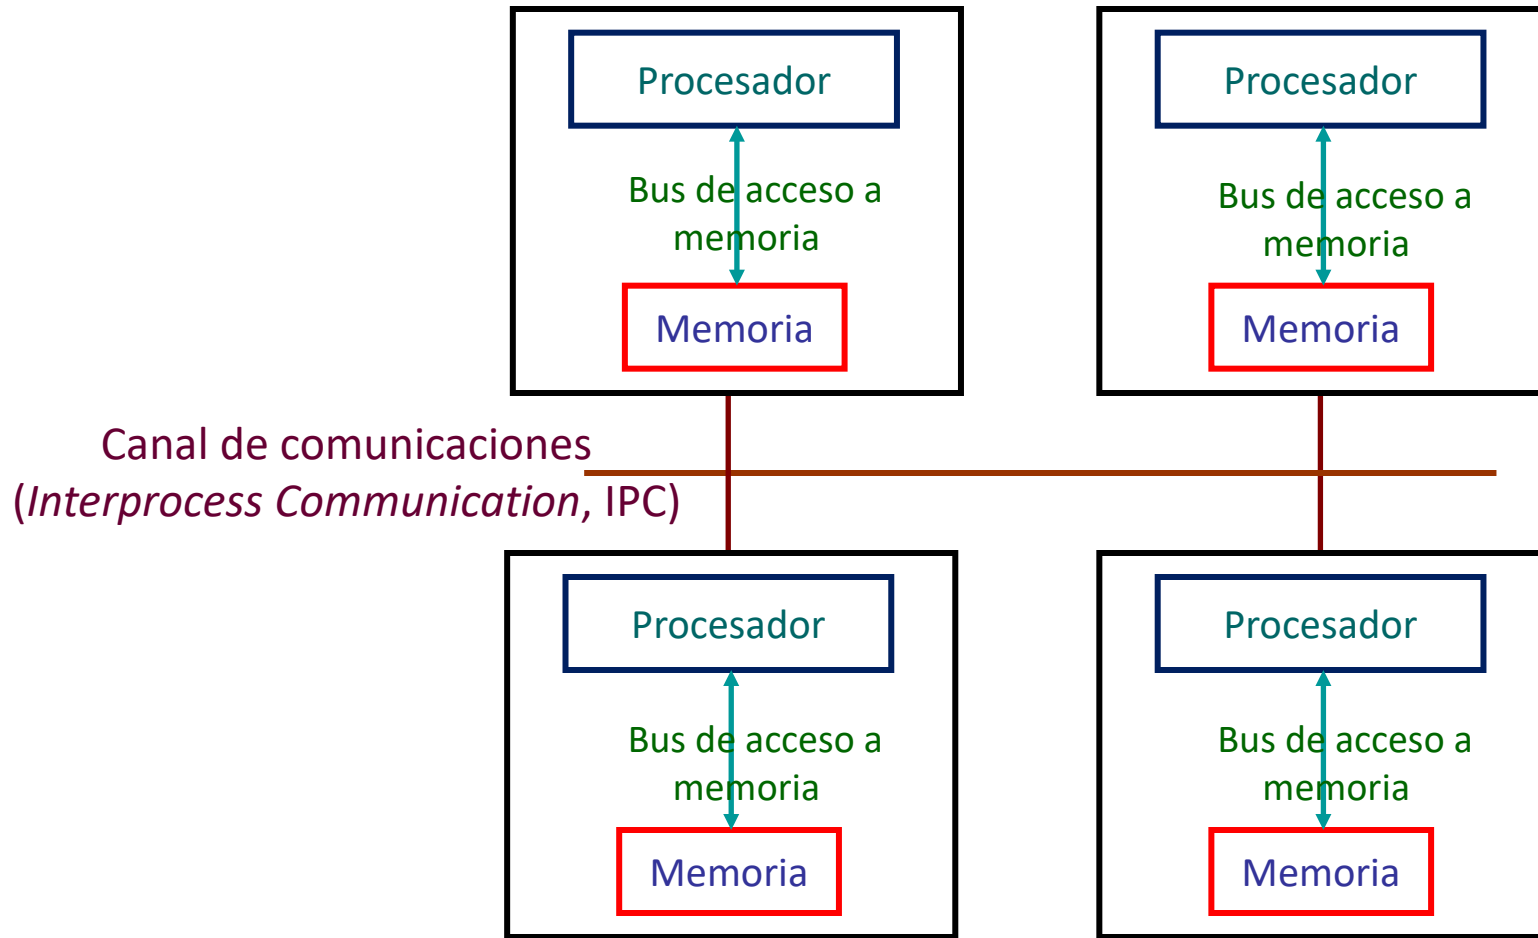 Procesador
Bus de acceso a
memoria
Memoria
Procesador
Bus de acceso a
memoria
Memoria
Canal de comunicaciones
(Interprocess Communication, IPC)
Procesador
Bus de acceso a
memoria
Memoria
Procesador
Bus de acceso a
memoria
Memoria